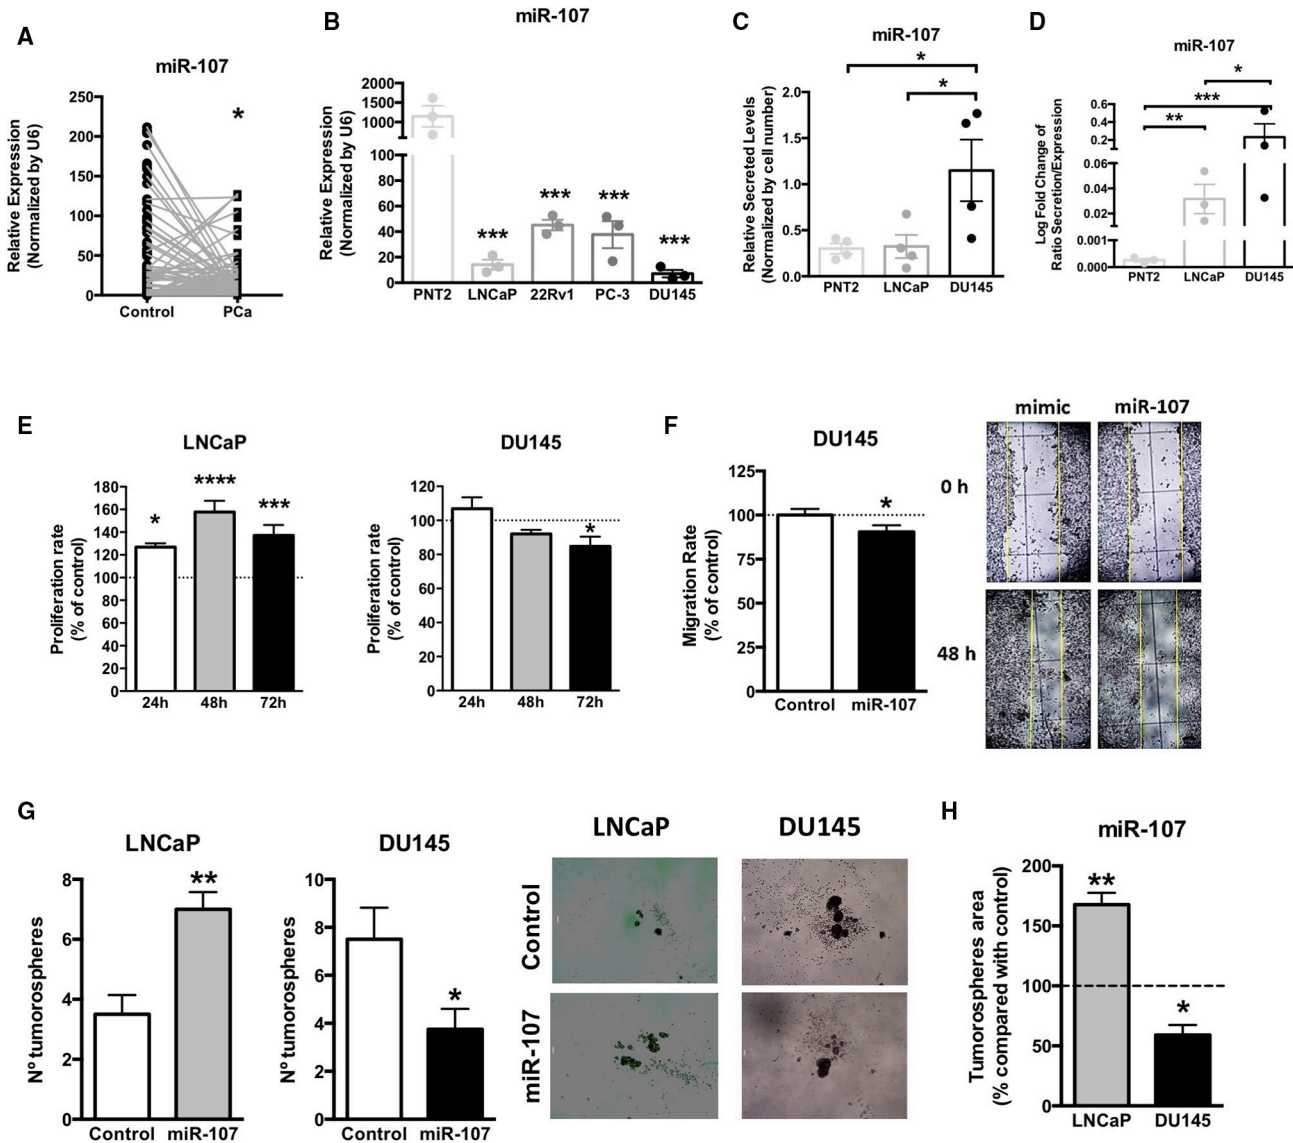 A
miR-107
Relative Expression
(Normalized by U6)
250
200
150
100
50
0
*
Control
PCa
B
miR-107
Relative Expression
(Normalized by U6)
2000
1500
1000
100
80
60
40
20
0
***
***
***
***
PNT2
LNCaP
22Rv1
PC-3
DU145
C
miR-107
Relative Secreted Levels
(Normalized by cell number)
2.0
1.5
1.0
0.5
0.0
*
*
PNT2
LNCaP
DU145
D
miR-107
Log Fold Change of
Ratio Secretion/Expression
0.6
0.4
0.2
0.06
0.04
0.02
0.001
0.000
*
***
**
PNT2
LNCaP
DU145
E
LNCaP
Proliferation rate
(% of control)
180
160
140
120
100
80
60
40
20
0
*
****
***
24h
48h
72h
DU145
Proliferation rate
(% of control)
120
100
80
60
40
20
0
*
24h
48h
72h
F
DU145
Migration Rate
(% of control)
125
100
75
50
25
0
*
Control
miR-107
mimic
miR-107
0 h
48 h
G
LNCaP
Nº tumorospheres
8
6
4
2
0
**
Control
miR-107
DU145
Nº tumorospheres
10
8
6
4
2
0
*
Control
miR-107
LNCaP
DU145
Control
miR-107
H
miR-107
Tumorospheres area
(% compared with control)
200
150
100
50
0
**
*
LNCaP
DU145